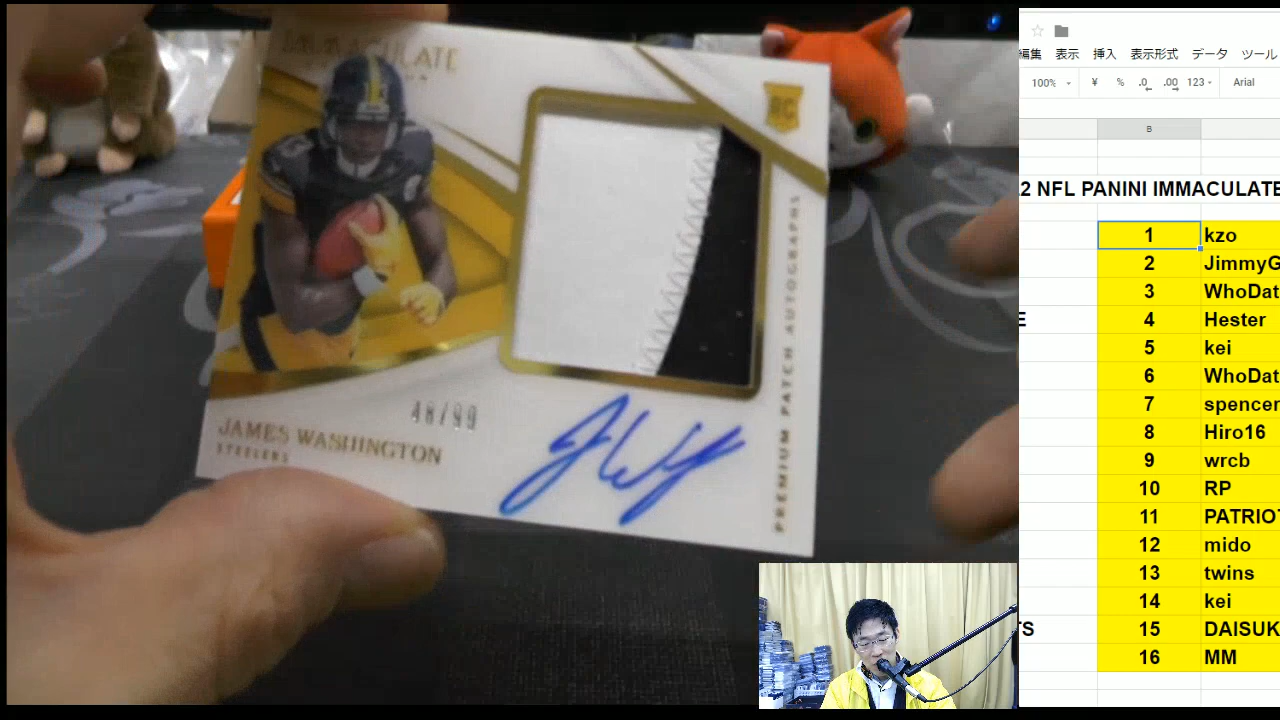 ULATE
RC
PREMIUM PATCH AUTOGRAPHS
48/99
JAMES WASHINGTON
STEELERS
編集 表示 挿入 表示形式 データ ツール
100% ¥ % .0 .00 123 Arial
B
2 NFL PANINI IMMACULATE
1 kzo
2 JimmyG
3 WhoDat
E 4 Hester
5 kei
6 WhoDat
7 spencer
8 Hiro16
9 wrcb
10 RP
11 PATRIOT
12 mido
13 twins
14 kei
TS 15 DAISUK
16 MM